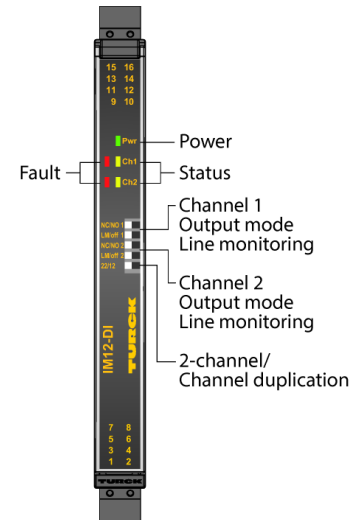 15 16
13 14
11 12
9 10
Pwr
Power
Ch1
Ch2
Fault
Status
Channel 1
Output mode
Line monitoring
NC/NO 1
LM/off 1
NC/NO 2
LM/off 2
22/12
Channel 2
Output mode
Line monitoring
2-channel/
Channel duplication
IM12-DI
TURCK
7 8
5 6
3 4
1 2
TURCK